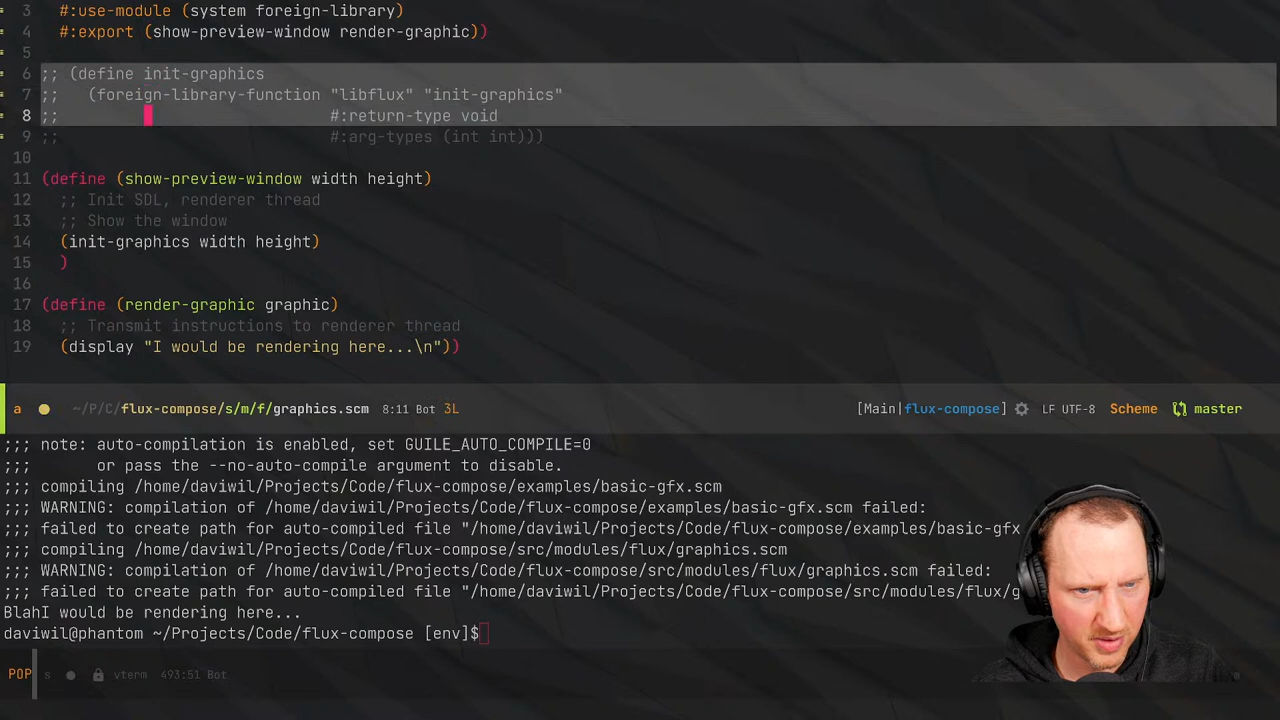 3 #:use-module (system foreign-library)
4 #:export (show-preview-window render-graphic))
5
6 ;; (define init-graphics
7 ;;   (foreign-library-function "libflux" "init-graphics"
8 ;;                             #:return-type void
9 ;;                             #:arg-types (int int)))
10
11 (define (show-preview-window width height)
12   ;; Init SDL, renderer thread
13   ;; Show the window
14   (init-graphics width height)
15   )
16
17 (define (render-graphic graphic)
18   ;; Transmit instructions to renderer thread
19   (display "I would be rendering here...\n"))
a ~/P/C/flux-compose/s/m/f/graphics.scm 8:11 Bot 3L [Main|flux-compose] LF UTF-8 Scheme master
;;; note: auto-compilation is enabled, set GUILE_AUTO_COMPILE=0
;;;       or pass the --no-auto-compile argument to disable.
;;; compiling /home/daviwil/Projects/Code/flux-compose/examples/basic-gfx.scm
;;; WARNING: compilation of /home/daviwil/Projects/Code/flux-compose/examples/basic-gfx.scm failed:
;;; failed to create path for auto-compiled file "/home/daviwil/Projects/Code/flux-compose/examples/basic-gfx
;;; compiling /home/daviwil/Projects/Code/flux-compose/src/modules/flux/graphics.scm
;;; WARNING: compilation of /home/daviwil/Projects/Code/flux-compose/src/modules/flux/graphics.scm failed:
;;; failed to create path for auto-compiled file "/home/daviwil/Projects/Code/flux-compose/src/modules/flux/g
BlahI would be rendering here...
daviwil@phantom ~/Projects/Code/flux-compose [env]$
POP s vterm 493:51 Bot